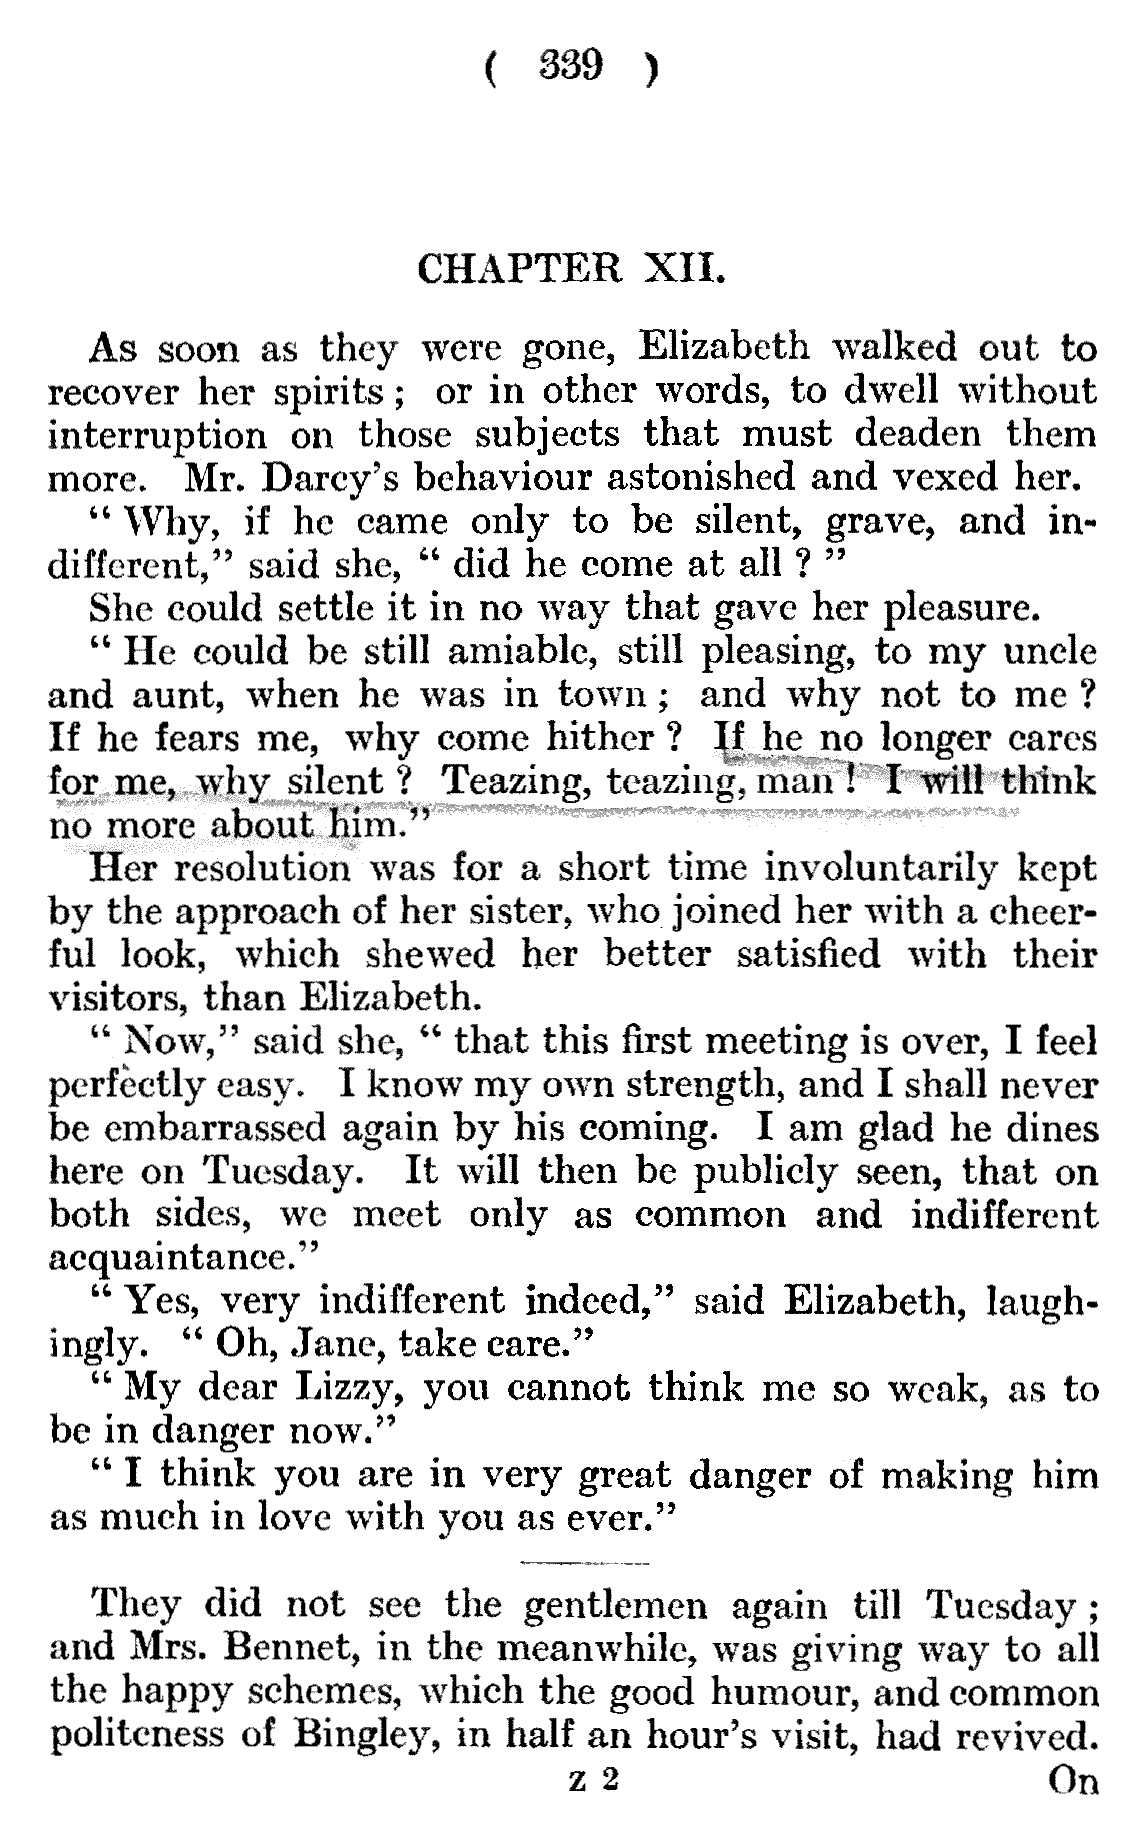 ( 339 )
CHAPTER XII.
As soon as they were gone, Elizabeth walked out to
recover her spirits ; or in other words, to dwell without
interruption on those subjects that must deaden them
more. Mr. Darcy's behaviour astonished and vexed her.
“ Why, if he came only to be silent, grave, and in-
different,” said she, “ did he come at all ? ”
She could settle it in no way that gave her pleasure.
“ He could be still amiable, still pleasing, to my uncle
and aunt, when he was in town ; and why not to me ?
If he fears me, why come hither ? If he no longer cares
for me, why silent ? Teazing, teazing, man ! I will think
no more about him.”
Her resolution was for a short time involuntarily kept
by the approach of her sister, who joined her with a cheer-
ful look, which shewed her better satisfied with their
visitors, than Elizabeth.
“ Now,” said she, “ that this first meeting is over, I feel
perfectly easy. I know my own strength, and I shall never
be embarrassed again by his coming. I am glad he dines
here on Tuesday. It will then be publicly seen, that on
both sides, we meet only as common and indifferent
acquaintance.”
“ Yes, very indifferent indeed,” said Elizabeth, laugh-
ingly. “ Oh, Jane, take care.”
“ My dear Lizzy, you cannot think me so weak, as to
be in danger now.”
“ I think you are in very great danger of making him
as much in love with you as ever.”
They did not see the gentlemen again till Tuesday ;
and Mrs. Bennet, in the meanwhile, was giving way to all
the happy schemes, which the good humour, and common
politeness of Bingley, in half an hour's visit, had revived.
z 2 On